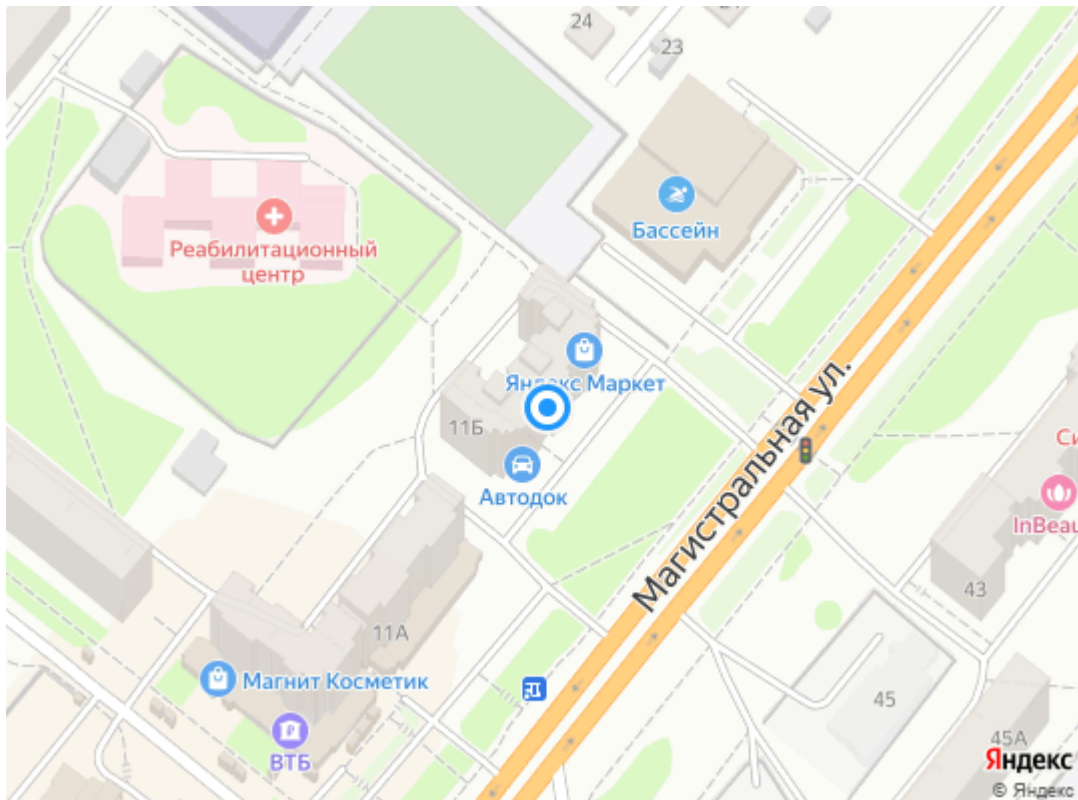 24
23
Бассейн
Реабилитационный
центр
Яндекс Маркет
11Б
Автодок
Магистральная ул.
InBeau
43
11А
Магнит Косметик
ВТБ
45
45А
Яндекс
© Яндекс